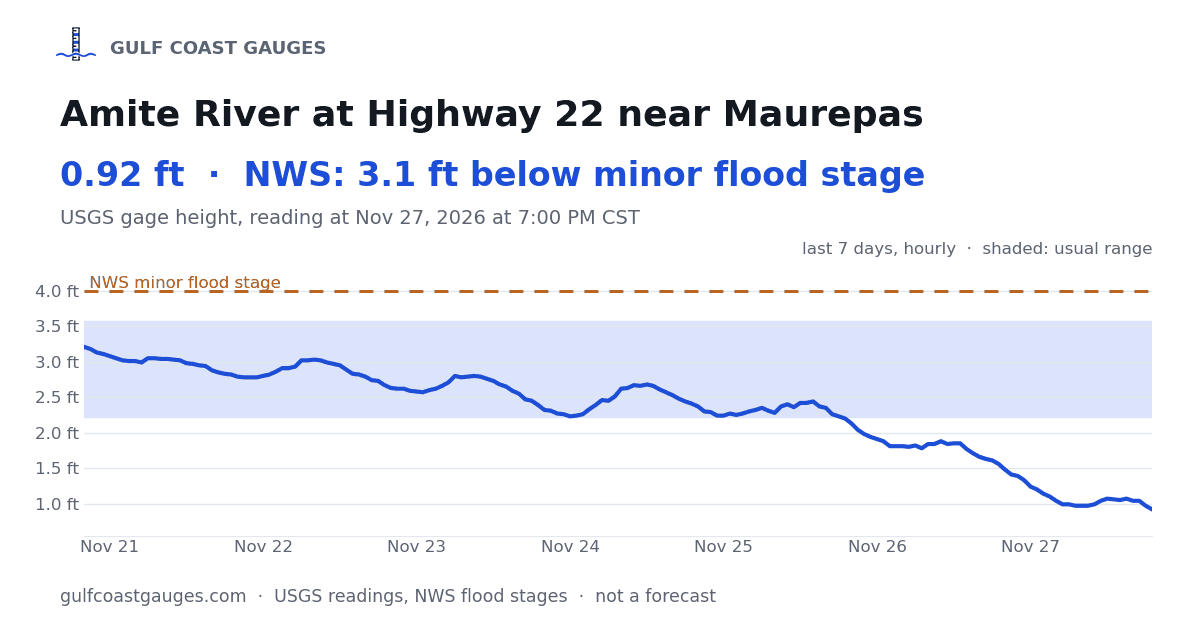 GULF COAST GAUGES
Amite River at Highway 22 near Maurepas
0.92 ft · NWS: 3.1 ft below minor flood stage
USGS gage height, reading at Nov 27, 2026 at 7:00 PM CST
last 7 days, hourly · shaded: usual range
NWS minor flood stage
4.0 ft
3.5 ft
3.0 ft
2.5 ft
2.0 ft
1.5 ft
1.0 ft
Nov 21 Nov 22 Nov 23 Nov 24 Nov 25 Nov 26 Nov 27
gulfcoastgauges.com · USGS readings, NWS flood stages · not a forecast